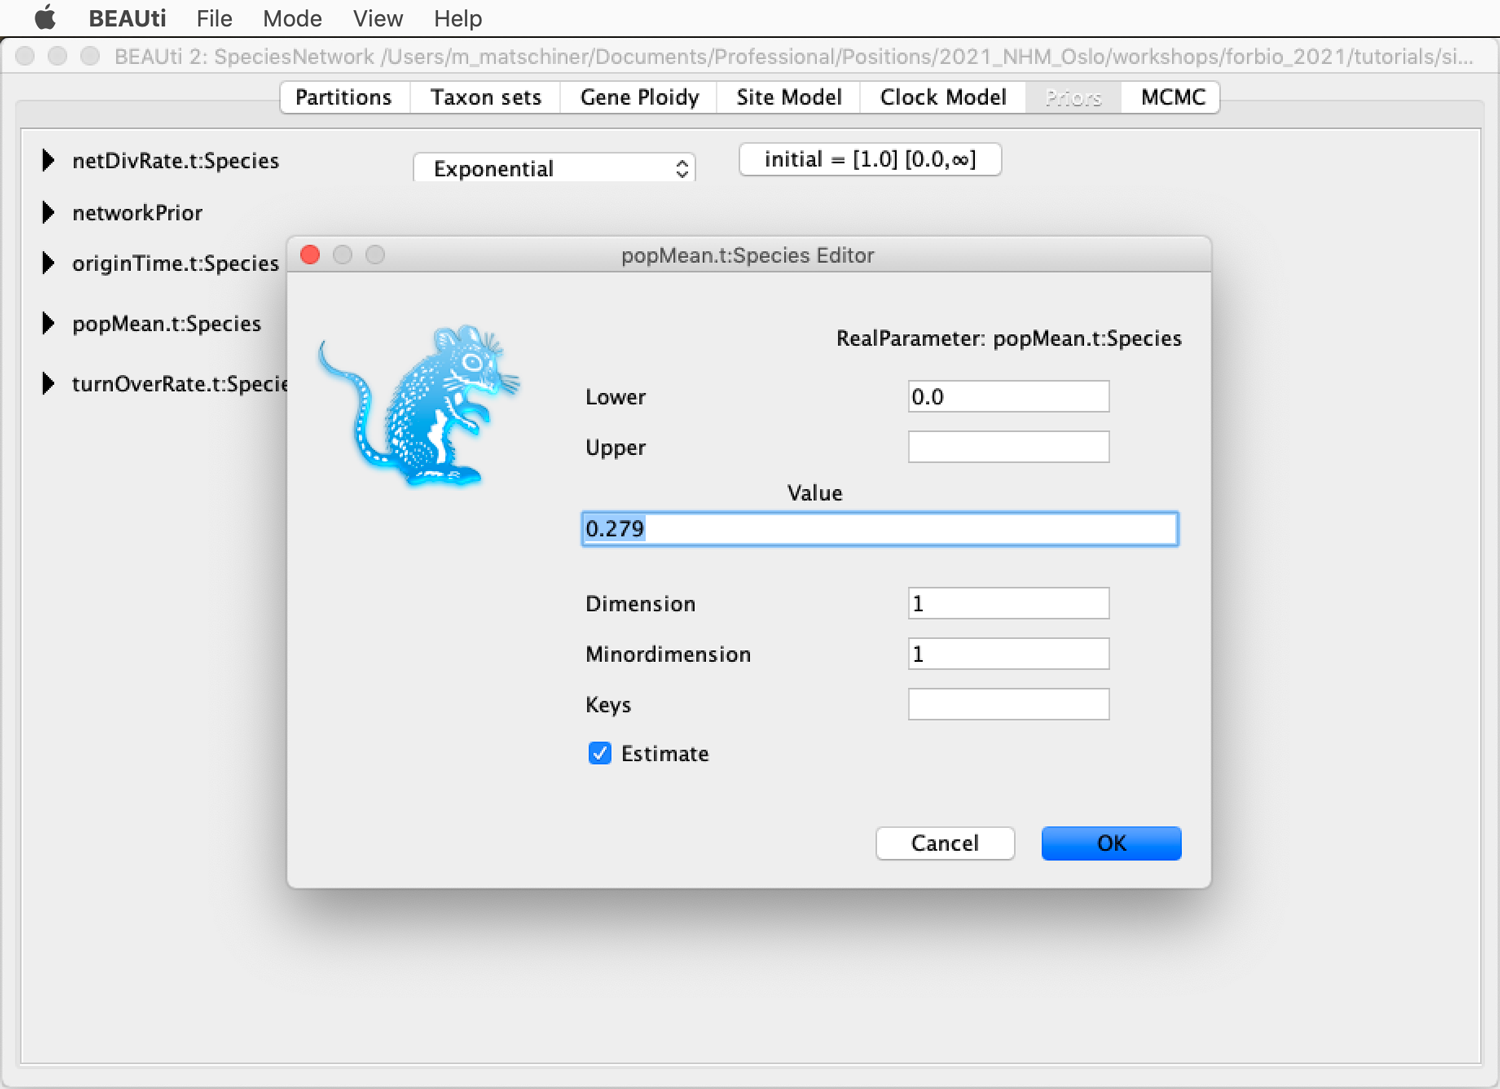 BEAUti File Mode View Help
BEAUti 2: SpeciesNetwork /Users/m_matschiner/Documents/Professional/Positions/2021_NHM_Oslo/workshops/forbio_2021/tutorials/si...
Partitions Taxon sets Gene Ploidy Site Model Clock Model Priors MCMC
netDivRate.t:Species Exponential initial = [1.0] [0.0,∞]
networkPrior
originTime.t:Species
popMean.t:Species
turnOverRate.t:Specie
popMean.t:Species Editor
RealParameter: popMean.t:Species
Lower 0.0
Upper
Value
0.279
Dimension 1
Minordimension 1
Keys
Estimate
Cancel OK